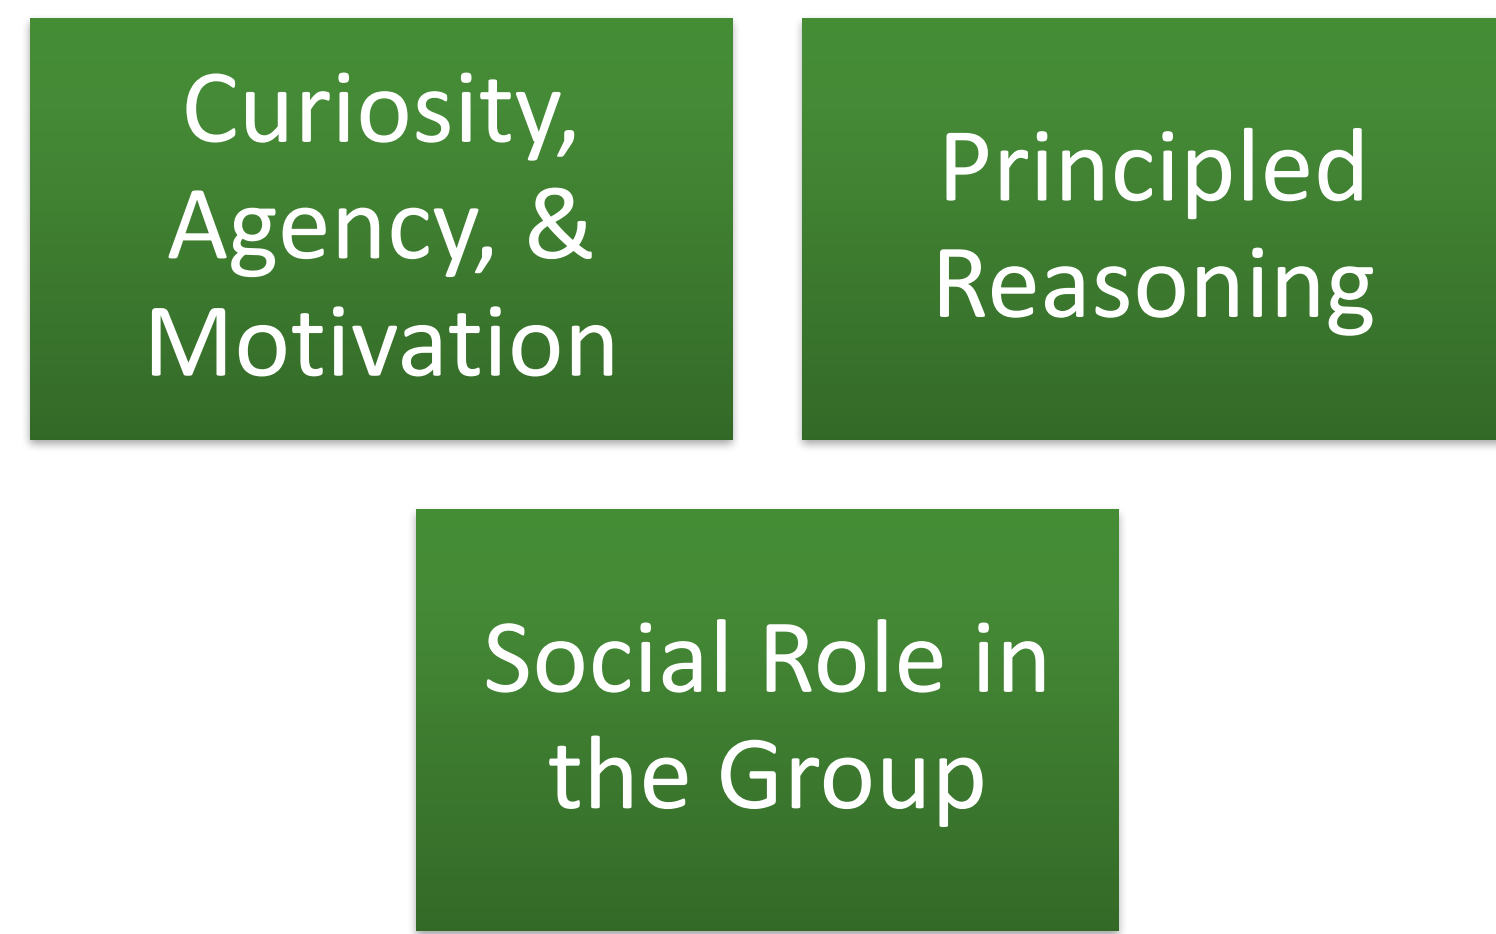 Curiosity,
Agency, &
Motivation
Principled
Reasoning
Social Role in
the Group